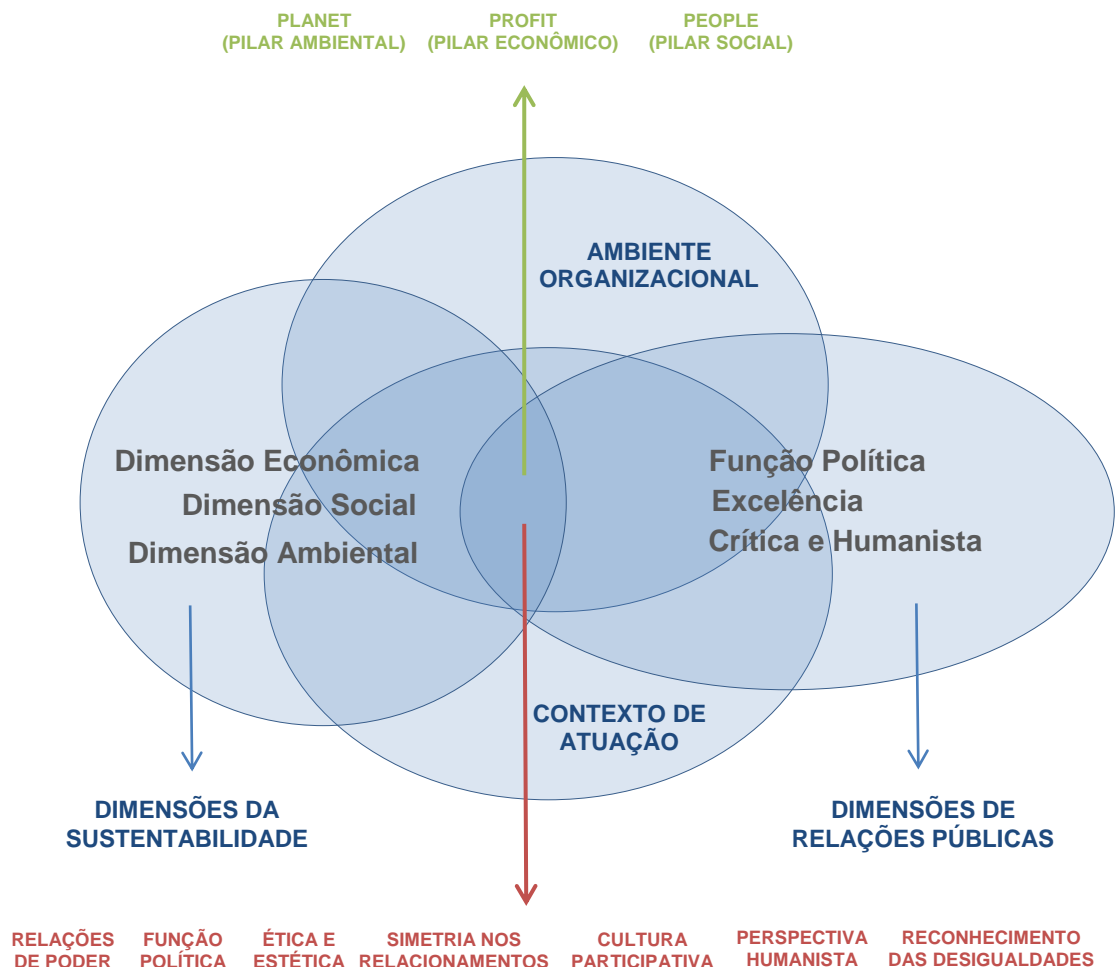 PLANET
(PILAR AMBIENTAL)
PROFIT
(PILAR ECONÔMICO)
PEOPLE
(PILAR SOCIAL)
AMBIENTE
ORGANIZACIONAL
Dimensão Econômica
Dimensão Social
Dimensão Ambiental
Função Política
Excelência
Crítica e Humanista
CONTEXTO DE
ATUAÇÃO
DIMENSÕES DA
SUSTENTABILIDADE
DIMENSÕES DE
RELAÇÕES PÚBLICAS
RELAÇÕES
DE PODER
FUNÇÃO
POLÍTICA
ÉTICA E
ESTÉTICA
SIMETRIA NOS
RELACIONAMENTOS
CULTURA
PARTICIPATIVA
PERSPECTIVA
HUMANISTA
RECONHECIMENTO
DAS DESIGUALDADES